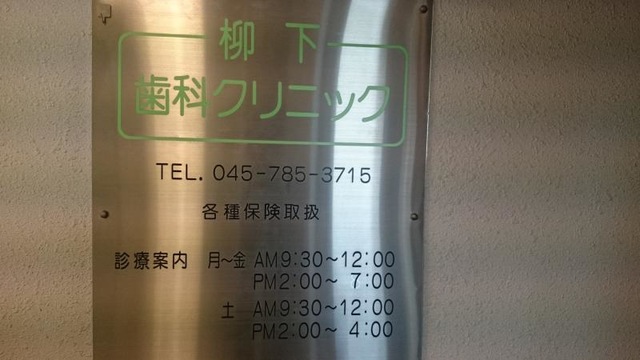 柳下
歯科クリニック
TEL. 045-785-3715
各種保険取扱
診療案内 月~金 AM9:30~12:00
PM2:00~ 7:00
土 AM9:30~12:00
PM2:00~ 4:00